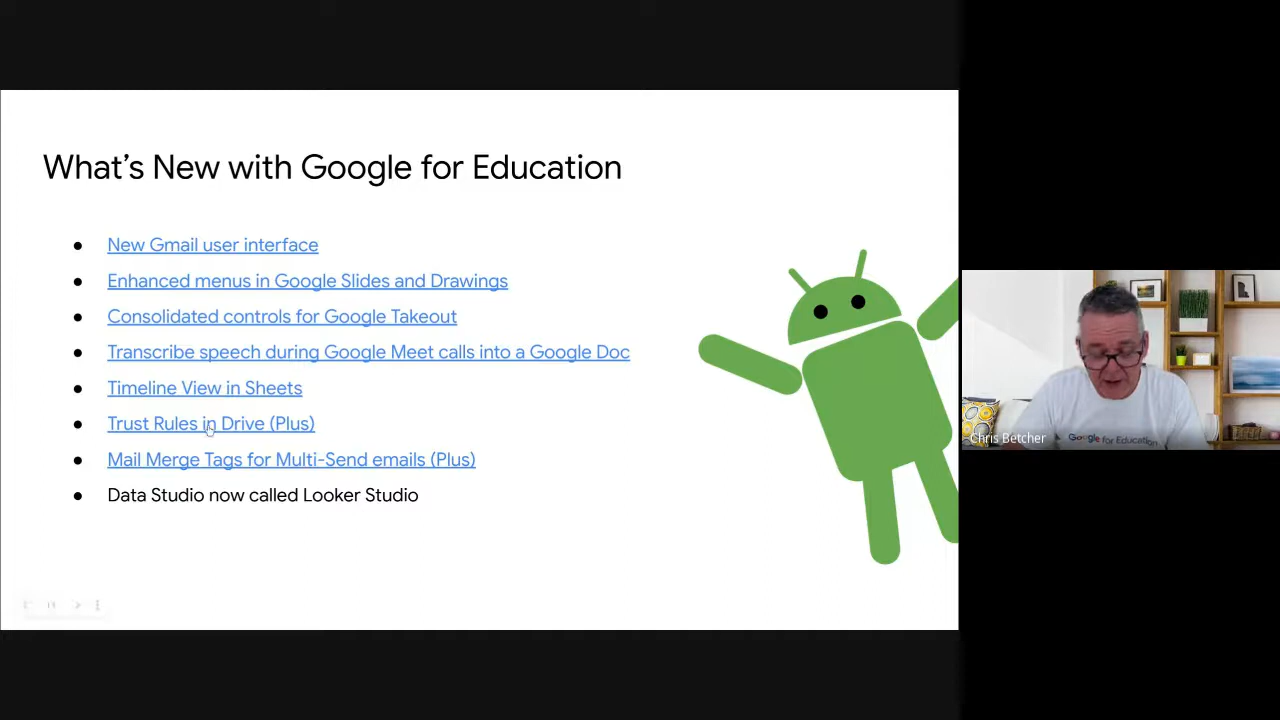 What's New with Google for Education
● New Gmail user interface
● Enhanced menus in Google Slides and Drawings
● Consolidated controls for Google Takeout
● Transcribe speech during Google Meet calls into a Google Doc
● Timeline View in Sheets
● Trust Rules in Drive (Plus)
● Mail Merge Tags for Multi-Send emails (Plus)
● Data Studio now called Looker Studio
Google for Education
Chris Betcher